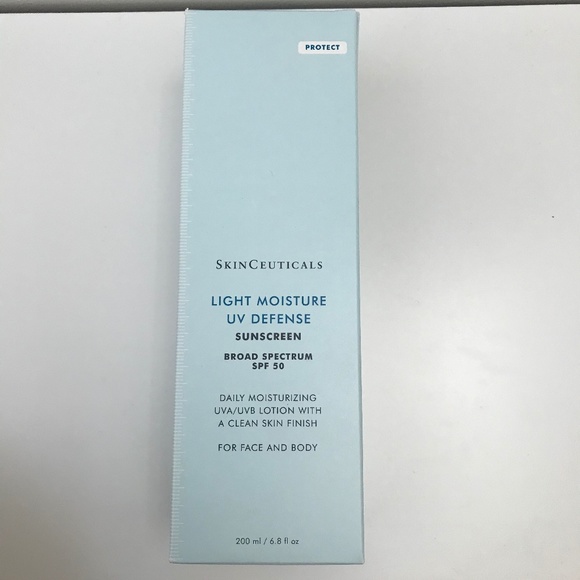 PROTECT
SKINCEUTICALS
LIGHT MOISTURE
UV DEFENSE
SUNSCREEN
BROAD SPECTRUM
SPF 50
DAILY MOISTURIZING
UVA/UVB LOTION WITH
A CLEAN SKIN FINISH
FOR FACE AND BODY
200 ml / 6.8 fl oz